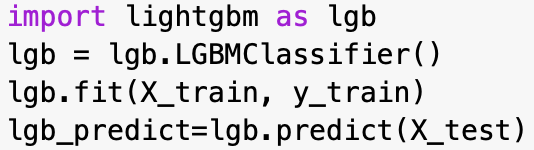 import lightgbm as lgb
lgb = lgb.LGBMClassifier()
lgb.fit(X_train, y_train)
lgb_predict=lgb.predict(X_test)